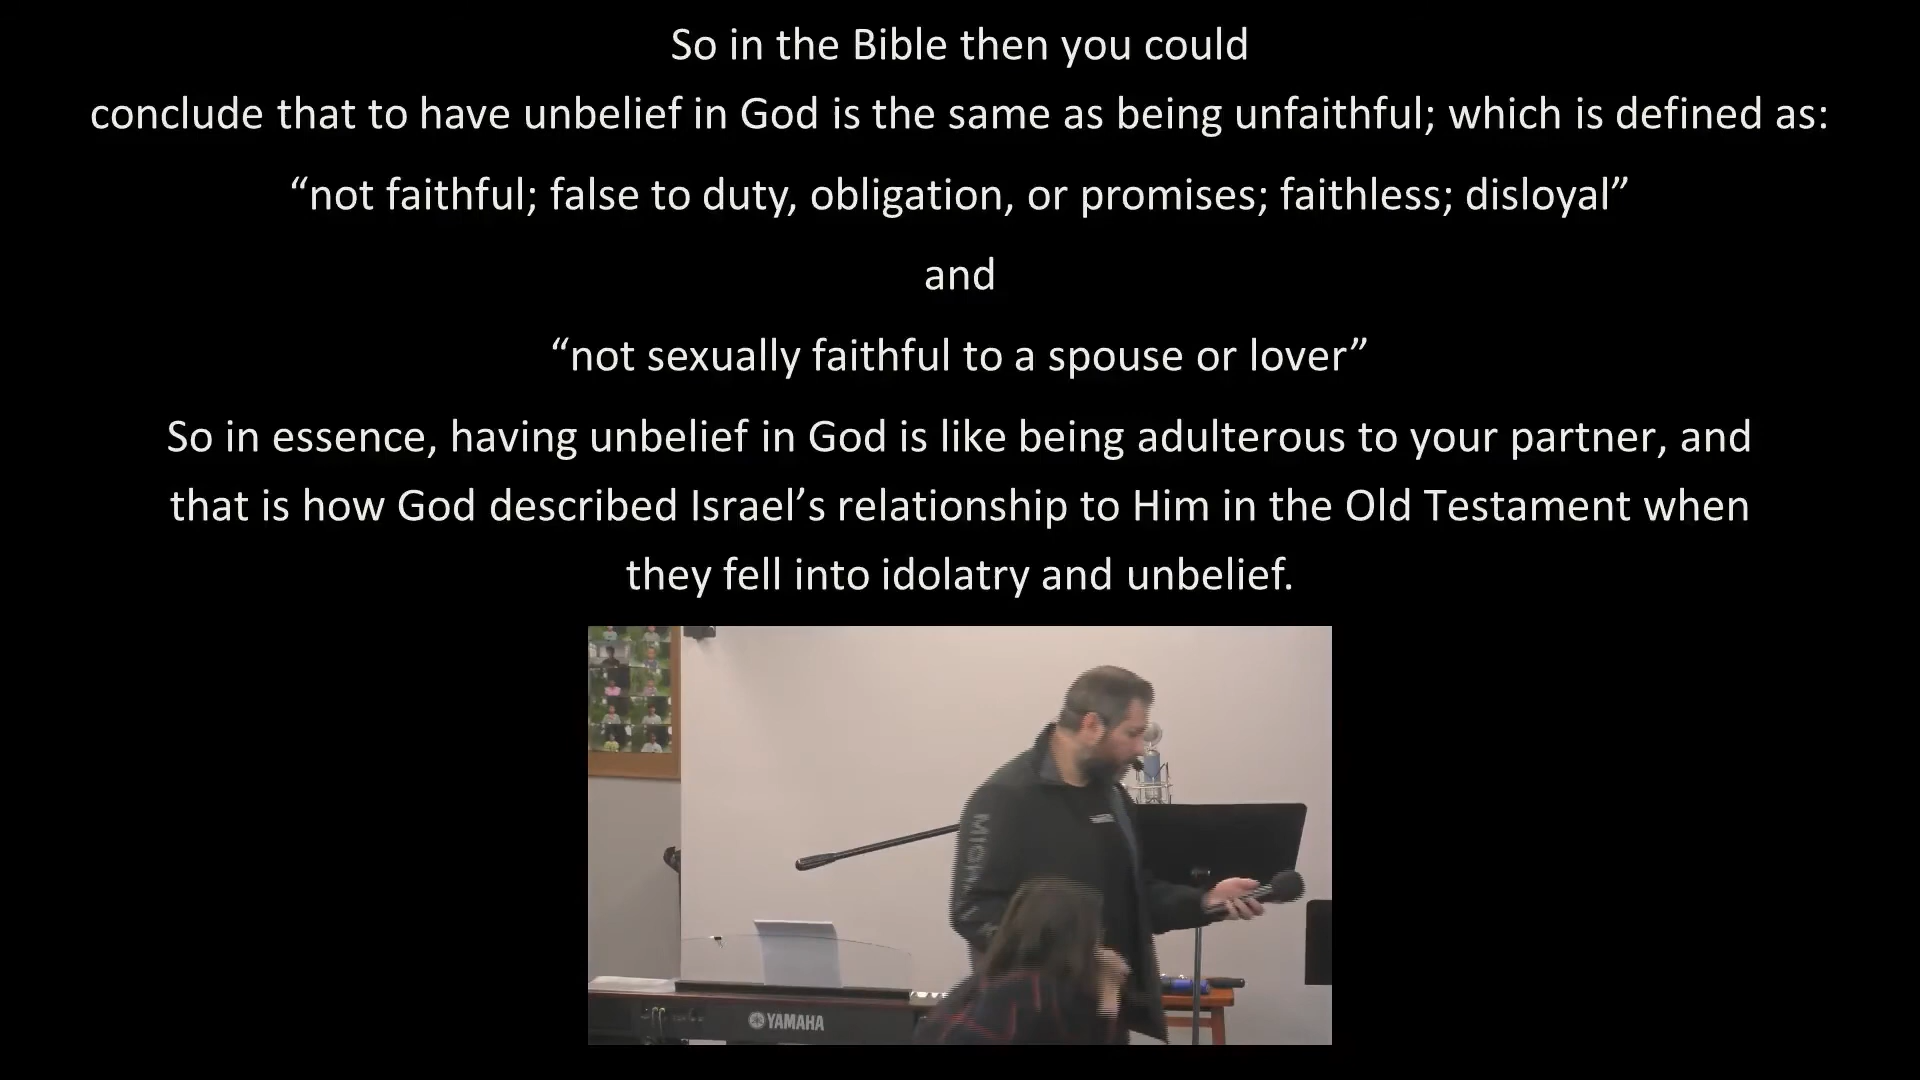 So in the Bible then you could
conclude that to have unbelief in God is the same as being unfaithful; which is defined as:
“not faithful; false to duty, obligation, or promises; faithless; disloyal”
and
“not sexually faithful to a spouse or lover”
So in essence, having unbelief in God is like being adulterous to your partner, and
that is how God described Israel’s relationship to Him in the Old Testament when
they fell into idolatry and unbelief.
YAMAHA